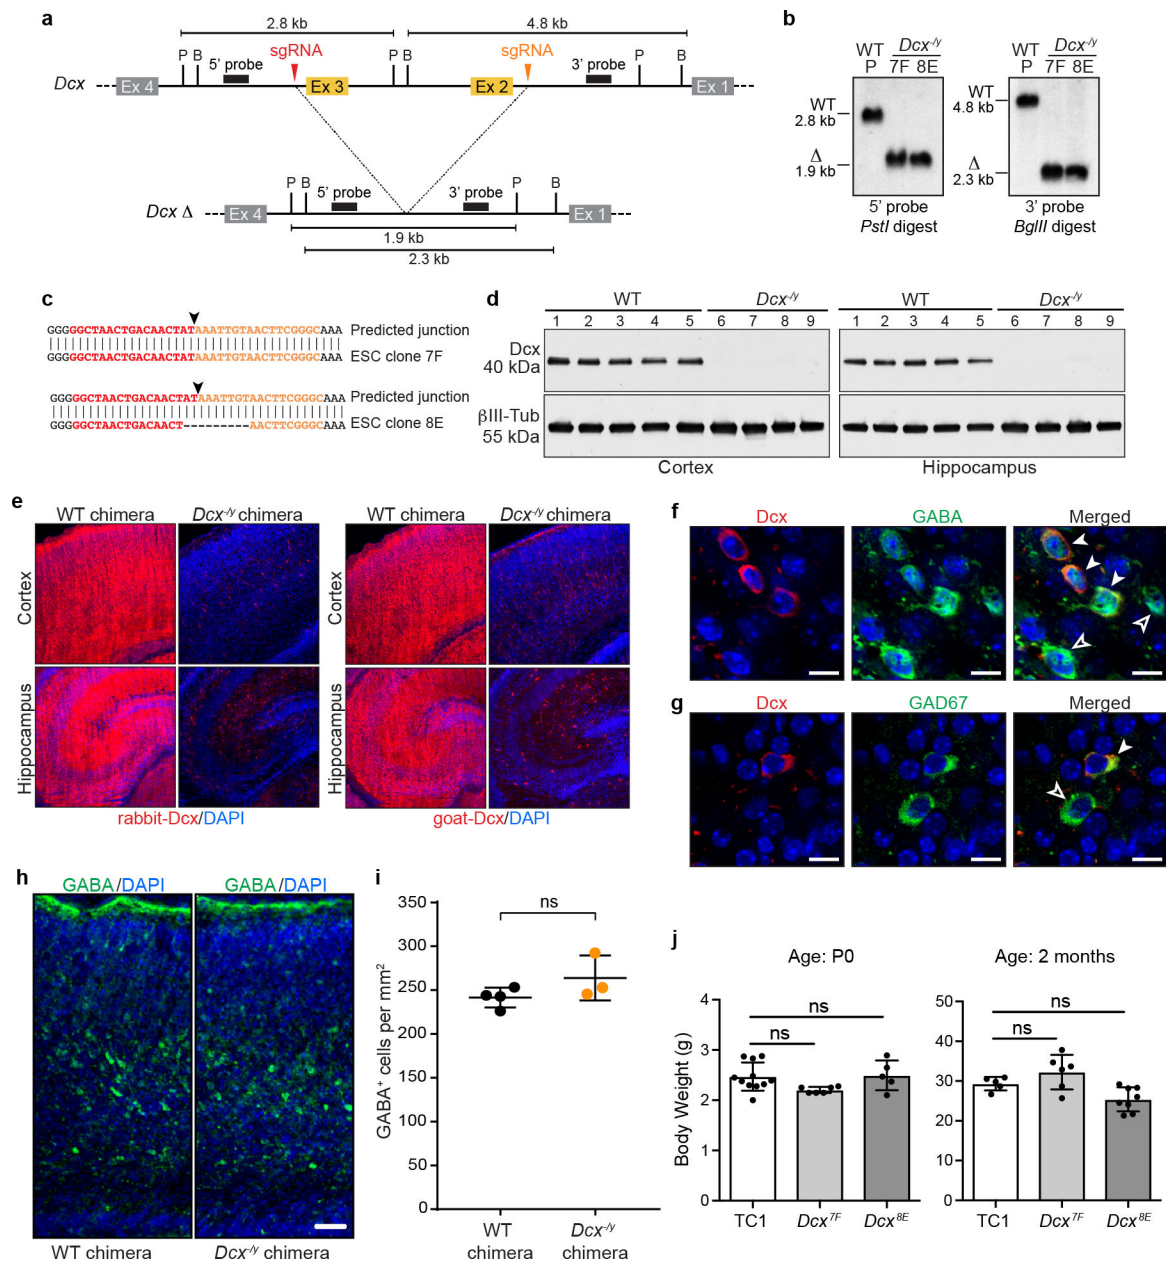 a
2.8 kb
4.8 kb
P B
sgRNA
P B
sgRNA
P B
5' probe
3' probe
Dcx
Ex 4
Ex 3
Ex 2
Ex 1
P B
5' probe
3' probe
P
B
Dcx Δ
Ex 4
Ex 1
1.9 kb
2.3 kb
b
WT Dcx-/y
P 7F 8E
WT
2.8 kb
Δ
1.9 kb
5' probe
PstI digest
WT Dcx-/y
P 7F 8E
WT
4.8 kb
Δ
2.3 kb
3' probe
BglII digest
c
GGGGGCTAACTGACAACTATAAATTGTAACTTCGGGCAAA Predicted junction
GGGGGCTAACTGACAACTATAAATTGTAACTTCGGGCAAA ESC clone 7F
GGGGGCTAACTGACAACTATAAATTGTAACTTCGGGCAAA Predicted junction
GGGGGCTAACTGACAACT---------AACTTCGGGCAAA ESC clone 8E
d
WT Dcx-/y WT Dcx-/y
1 2 3 4 5 6 7 8 9 1 2 3 4 5 6 7 8 9
Dcx
40 kDa
βIII-Tub
55 kDa
Cortex Hippocampus
e
WT chimera Dcx-/y chimera WT chimera Dcx-/y chimera
Cortex
Hippocampus
Cortex
Hippocampus
rabbit-Dcx/DAPI
goat-Dcx/DAPI
f
Dcx GABA Merged
g
Dcx GAD67 Merged
h
GABA/DAPI GABA/DAPI
WT chimera Dcx-/y chimera
i
ns
GABA+ cells per mm2
350
300
250
200
150
100
50
0
WT
chimera
Dcx-/y
chimera
j
Age: P0
Body Weight (g)
4
3
2
1
0
ns
ns
TC1 Dcx7F Dcx8E
Age: 2 months
50
40
30
20
10
0
ns
ns
TC1 Dcx7F Dcx8E